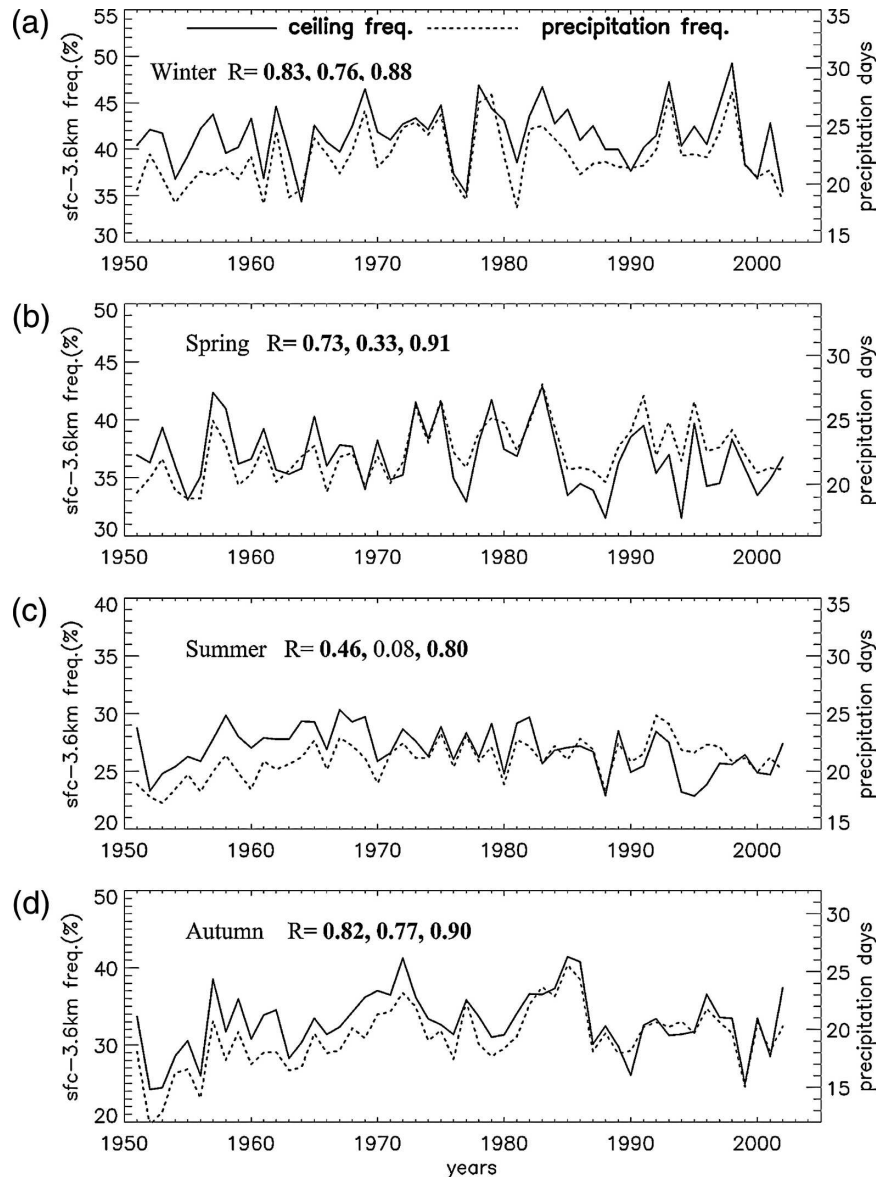 (a)
ceiling freq.
precipitation freq.
Winter R= 0.83, 0.76, 0.88
sfc-3.6km freq.(%)
55
50
45
40
35
30
precipitation days
35
30
25
20
15
1950 1960 1970 1980 1990 2000
(b)
Spring R= 0.73, 0.33, 0.91
sfc-3.6km freq.(%)
50
45
40
35
30
precipitation days
30
25
20
1950 1960 1970 1980 1990 2000
(c)
Summer R= 0.46, 0.08, 0.80
sfc-3.6km freq.(%)
40
35
30
25
20
precipitation days
35
30
25
20
15
1950 1960 1970 1980 1990 2000
(d)
Autumn R= 0.82, 0.77, 0.90
sfc-3.6km freq.(%)
50
40
30
20
precipitation days
30
25
20
15
1950 1960 1970 1980 1990 2000
years